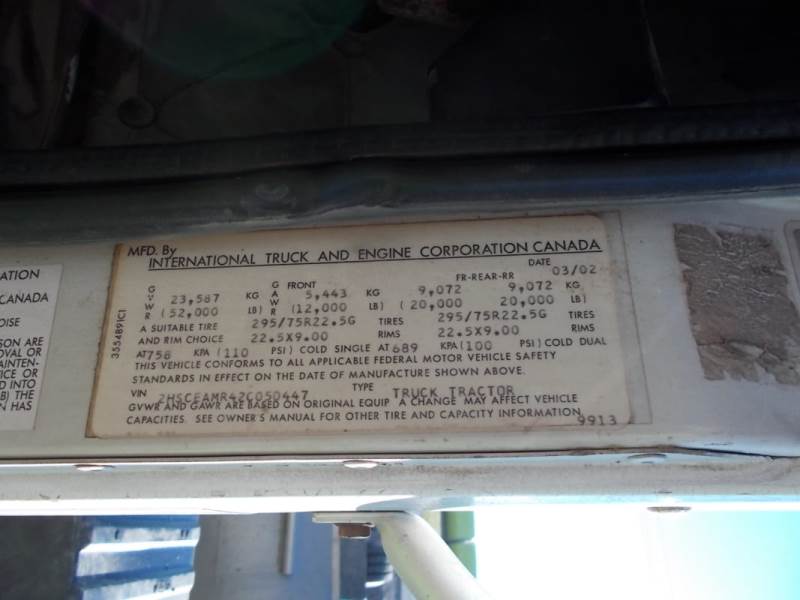 MFD. By
INTERNATIONAL TRUCK AND ENGINE CORPORATION CANADA
DATE 03/02
G V W R 23,587 KG (52,000 LB)
G A W R FRONT 5,443 KG (12,000 LB)
FR-REAR-RR 9,072 9,072 KG (20,000 20,000 LB)
A SUITABLE TIRE 295/75R22.5G TIRES 295/75R22.5G TIRES
AND RIM CHOICE 22.5X9.00 RIMS 22.5X9.00 RIMS
AT 758 KPA (110 PSI) COLD SINGLE AT 689 KPA (100 PSI) COLD DUAL
THIS VEHICLE CONFORMS TO ALL APPLICABLE FEDERAL MOTOR VEHICLE SAFETY
STANDARDS IN EFFECT ON THE DATE OF MANUFACTURE SHOWN ABOVE.
VIN 2HSCEAMR42C050447 TYPE TRUCK TRACTOR
GVWR AND GAWR ARE BASED ON ORIGINAL EQUIP A CHANGE MAY AFFECT VEHICLE
CAPACITIES. SEE OWNER'S MANUAL FOR OTHER TIRE AND CAPACITY INFORMATION.
9913
3554891C1
ATION
CANADA
OISE
SON ARE
OVAL OR
AINTEN-
ICE OR
D INTO
B) THE
N HAS